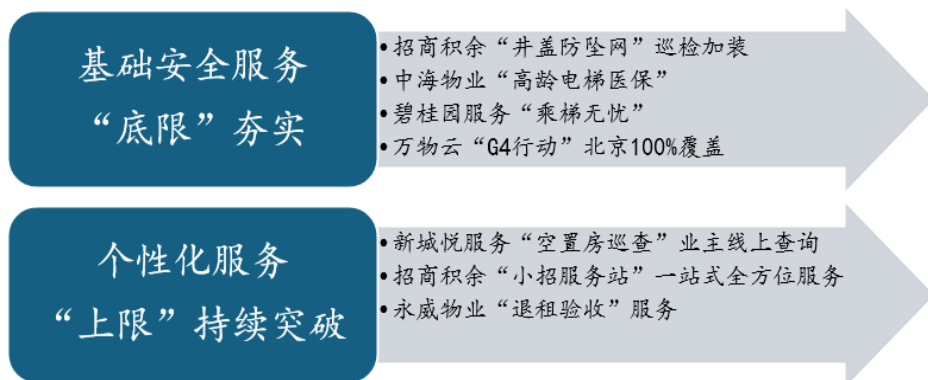 基础安全服务
“底限”夯实
•招商积余“井盖防坠网”巡检加装
•中海物业“高龄电梯医保”
•碧桂园服务“乘梯无忧”
•万物云“G4行动”北京100%覆盖
个性化服务
“上限”持续突破
•新城悦服务“空置房巡查”业主线上查询
•招商积余“小招服务站”一站式全方位服务
•永威物业“退租验收”服务